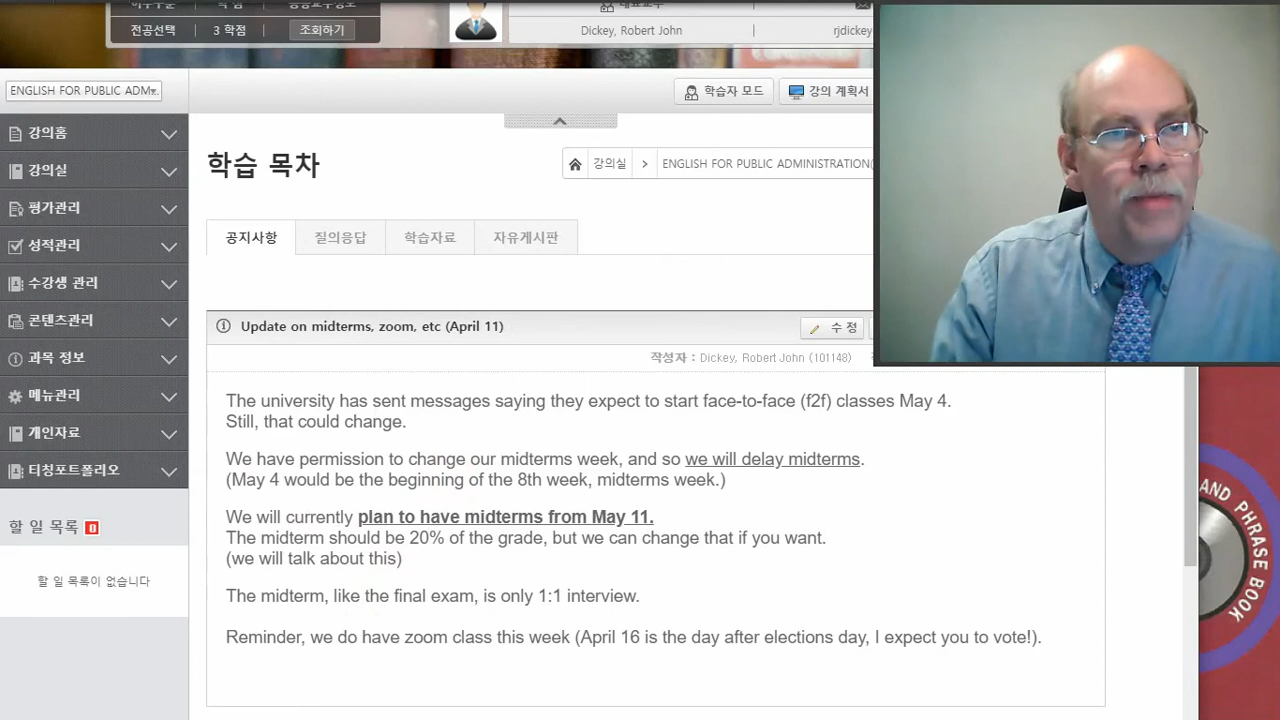 전공선택
3 학점
조회하기
대표교수
Dickey, Robert John
rjdickey
ENGLISH FOR PUBLIC ADM
학습자 모드
강의 계획서
강의홈
강의실
평가관리
성적관리
수강생 관리
콘텐츠관리
과목 정보
메뉴관리
개인자료
티칭포트폴리오
할 일 목록 0
할 일 목록이 없습니다
학습 목차
강의실
ENGLISH FOR PUBLIC ADMINISTRATION(
공지사항
질의응답
학습자료
자유게시판
Update on midterms, zoom, etc (April 11)
수 정
작성자 : Dickey, Robert John (101148)
The university has sent messages saying they expect to start face-to-face (f2f) classes May 4.
Still, that could change.
We have permission to change our midterms week, and so we will delay midterms.
(May 4 would be the beginning of the 8th week, midterms week.)
We will currently plan to have midterms from May 11.
The midterm should be 20% of the grade, but we can change that if you want.
(we will talk about this)
The midterm, like the final exam, is only 1:1 interview.
Reminder, we do have zoom class this week (April 16 is the day after elections day, I expect you to vote!).
AND PHRASE BOOK